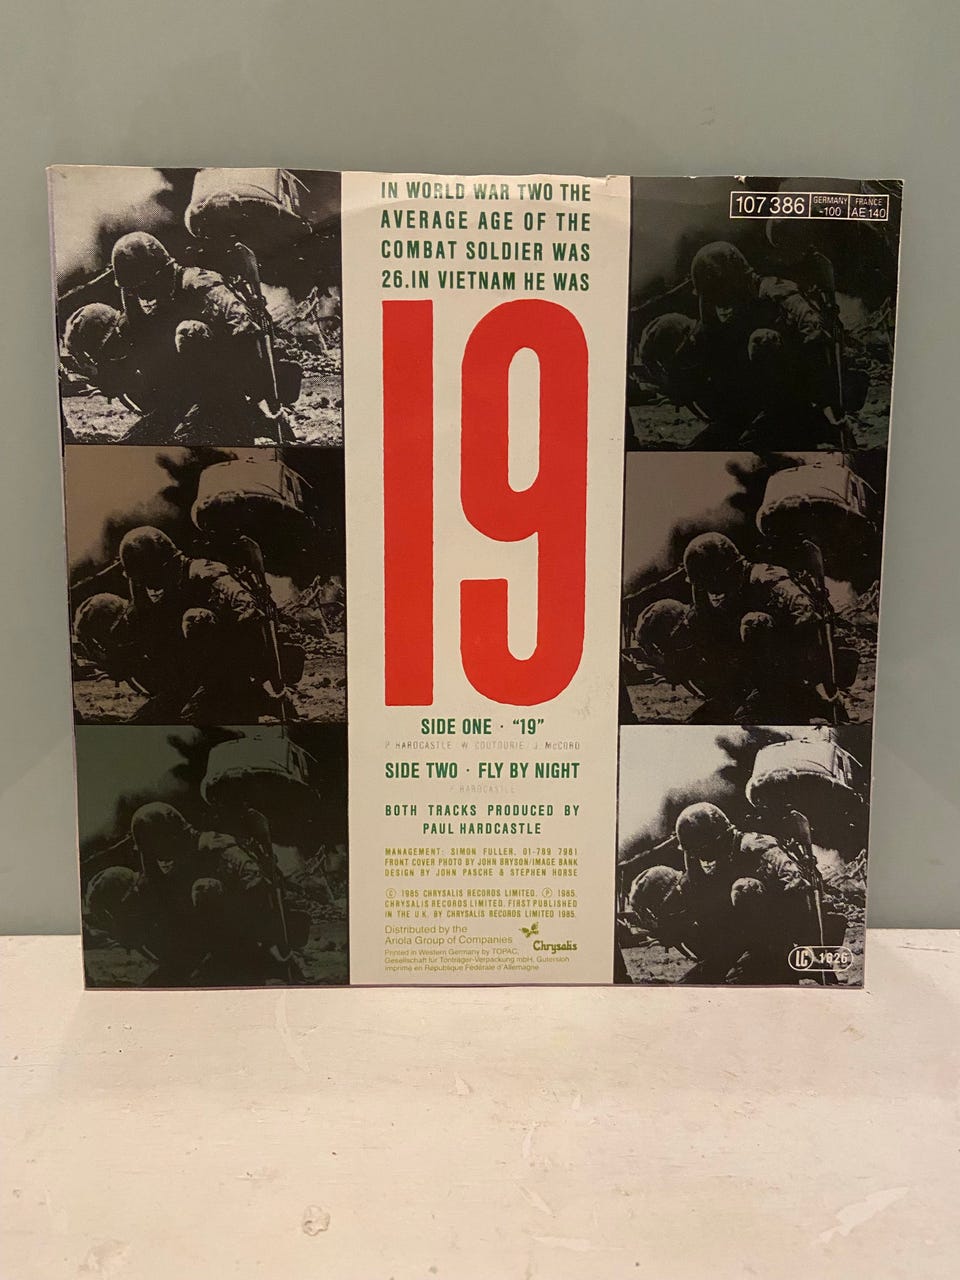 IN WORLD WAR TWO THE
AVERAGE AGE OF THE
COMBAT SOLDIER WAS
26.IN VIETNAM HE WAS
19
SIDE ONE · “19”
P. HARDCASTLE W. COUTOURIE J. McCORD
SIDE TWO · FLY BY NIGHT
P. HARDCASTLE
BOTH TRACKS PRODUCED BY
PAUL HARDCASTLE
MANAGEMENT: SIMON FULLER, 01-789 7981
FRONT COVER PHOTO BY JOHN BRYSON/IMAGE BANK
DESIGN BY JOHN PASCHE & STEPHEN HORSE
© 1985 CHRYSALIS RECORDS LIMITED. ℗ 1985,
CHRYSALIS RECORDS LIMITED. FIRST PUBLISHED
IN THE U.K. BY CHRYSALIS RECORDS LIMITED 1985.
Distributed by the
Ariola Group of Companies
Chrysalis
Printed in Western Germany by TOPAC,
Gesellschaft für Tonträger-Verpackung mbH, Gütersloh
imprimé en République Fédérale d'Allemagne
107 386
GERMANY
-100
FRANCE
AE 140
LC 1626